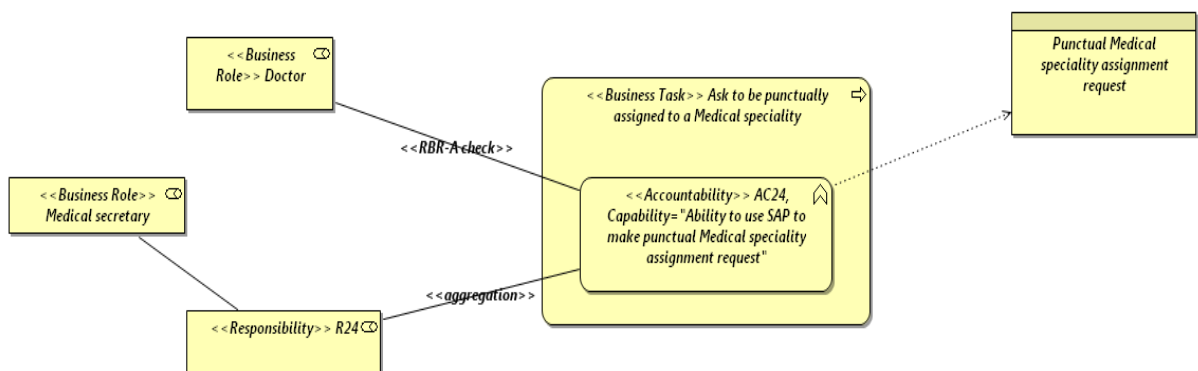 <<Business
Role>> Doctor
<<Business Task>> Ask to be punctually
assigned to a Medical speciality
Punctual Medical
speciality assignment
request
<<RBR-A check>>
<<Business Role>>
Medical secretary
<<Accountability>> AC24,
Capability="Ability to use SAP to
make punctual Medical speciality
assignment request"
<<aggregation>>
<<Responsibility>> R24